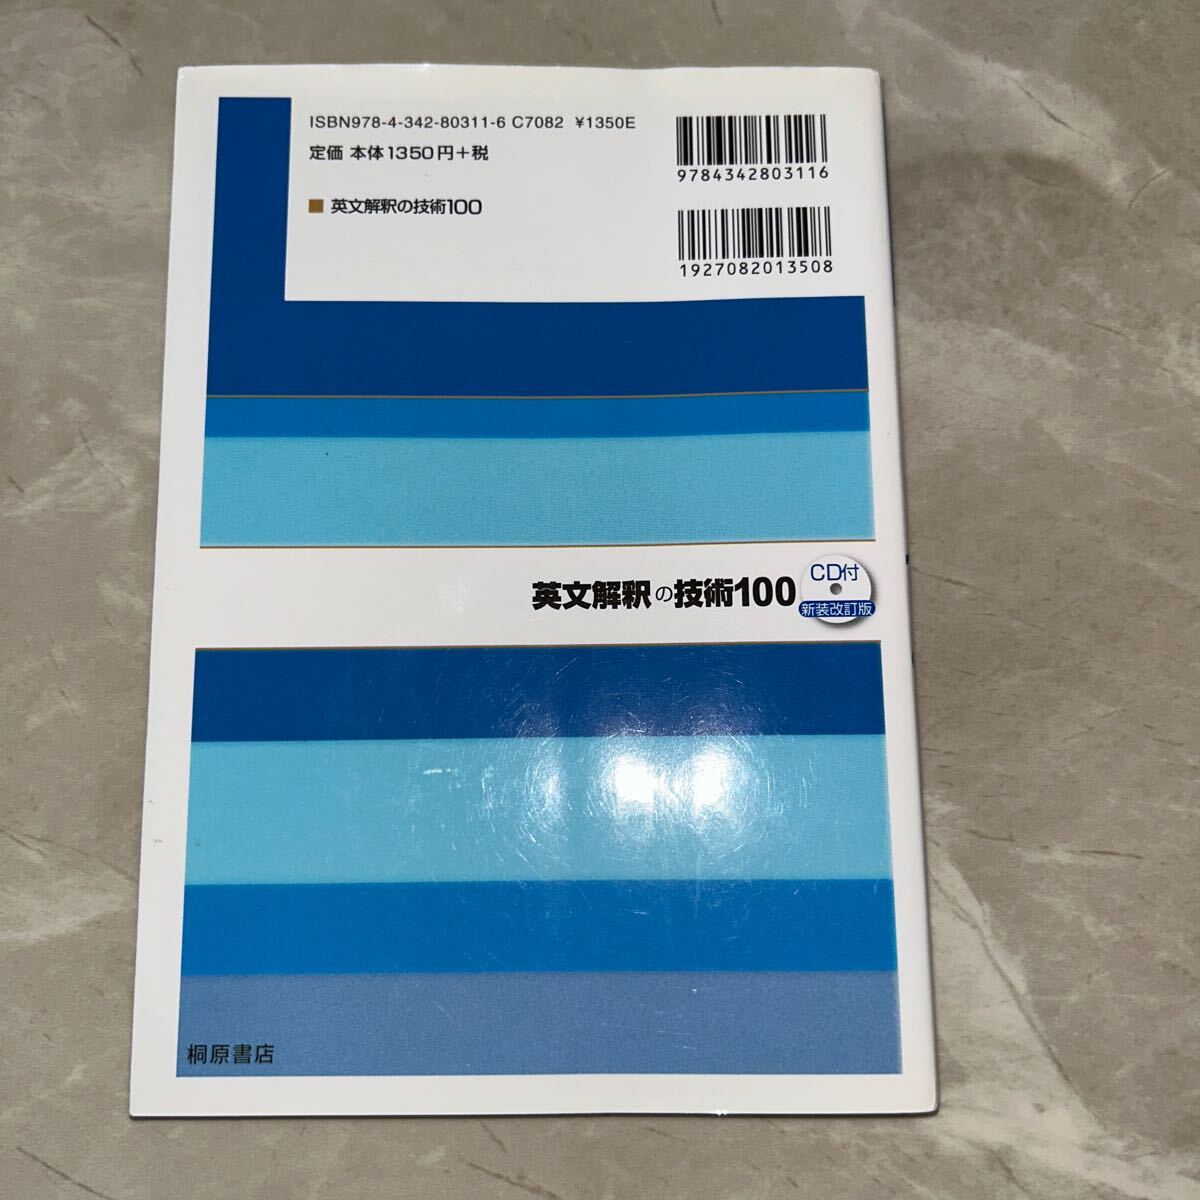 ISBN978-4-342-80311-6 C7082 ¥1350E
定価 本体1350円+税
英文解釈の技術100
9784342803116
1927082013508
英文解釈の技術100
CD付
新装改訂版
桐原書店